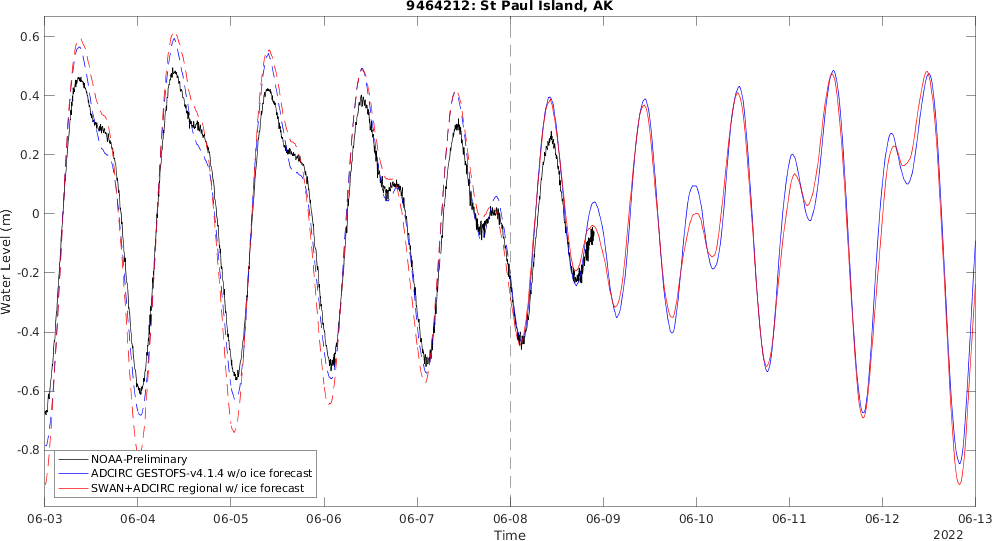 9464212: St Paul Island, AK
0.6
0.4
0.2
0
-0.2
-0.4
-0.6
-0.8
Water Level (m)
NOAA-Preliminary
ADCIRC GESTOFS-v4.1.4 w/o ice forecast
SWAN+ADCIRC regional w/ ice forecast
06-03 06-04 06-05 06-06 06-07 06-08 06-09 06-10 06-11 06-12 06-13
Time
2022